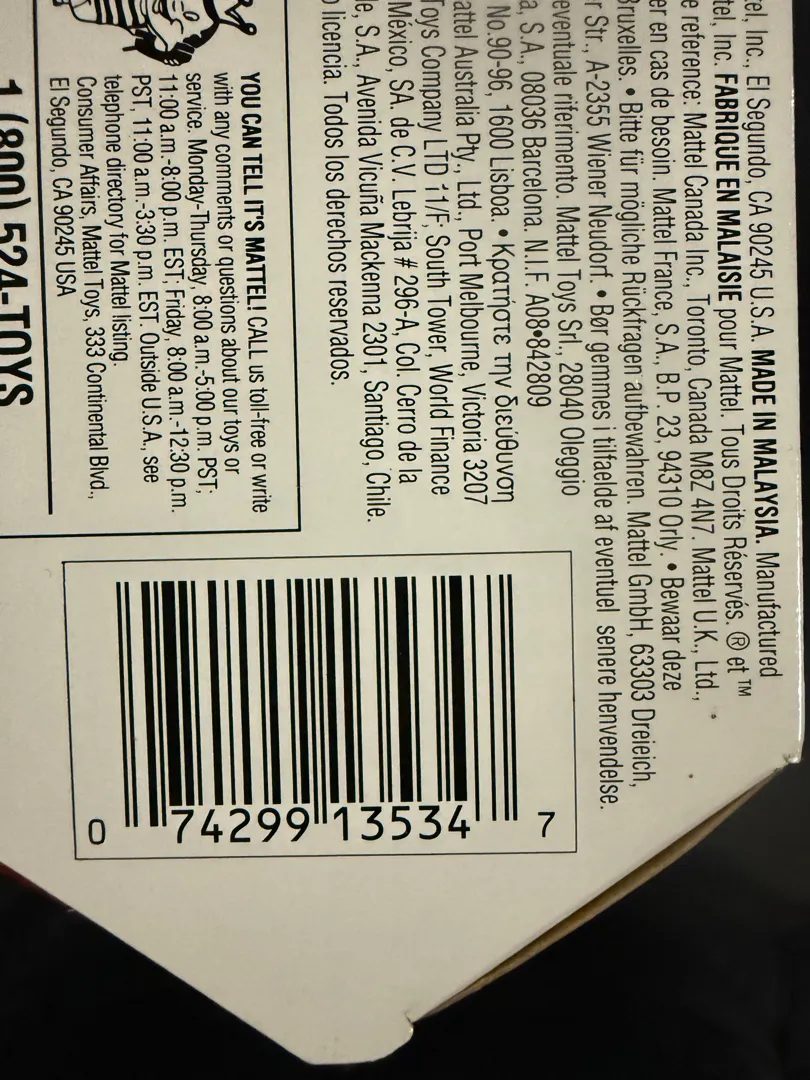 tel, Inc., El Segundo, CA 90245 U.S.A. MADE IN MALAYSIA. Manufactured
tel, Inc. FABRIQUÉ EN MALAISIE pour Mattel. Tous Droits Réservés. ® et ™
e reference: Mattel Canada Inc., Toronto, Canada M8Z 4N7. Mattel U.K., Ltd.,
er en cas de besoin. Mattel France, S.A., B.P. 23, 94310 Orly. • Bewaar deze
Bruxelles. • Bitte für mögliche Rückfragen aufbewahren. Mattel GmbH, 63303 Dreieich,
r Str., A-2355 Wiener Neudorf. • Bør gemmes i tilfaelde af eventuel senere henvendelse.
eventuale riferimento. Mattel Toys Srl., 28040 Oleggio
a, S.A., 08036 Barcelona. N.I.F. A08•842809
No.90-96, 1600 Lisboa. • Κρατήστε την διεύθυνση
attel Australia Pty., Ltd., Port Melbourne, Victoria 3207
Toys Company LTD 11/F, South Tower, World Finance
México, SA. de C.V. Lebrija # 296-A, Col. Cerro de la
le, S.A., Avenida Vicuña Mackenna 2301, Santiago, Chile.
o licencia. Todos los derechos reservados.
YOU CAN TELL IT'S MATTEL! CALL us toll-free or write
with any comments or questions about our toys or
service. Monday-Thursday, 8:00 a.m.-5:00 p.m. PST;
11:00 a.m.-8:00 p.m. EST; Friday, 8:00 a.m.-12:30 p.m.
PST, 11:00 a.m.-3:30 p.m. EST. Outside U.S.A., see
telephone directory for Mattel listing.
Consumer Affairs, Mattel Toys, 333 Continental Blvd.,
El Segundo, CA 90245 USA
1 (800) 524-TOYS
0 74299 13534 7